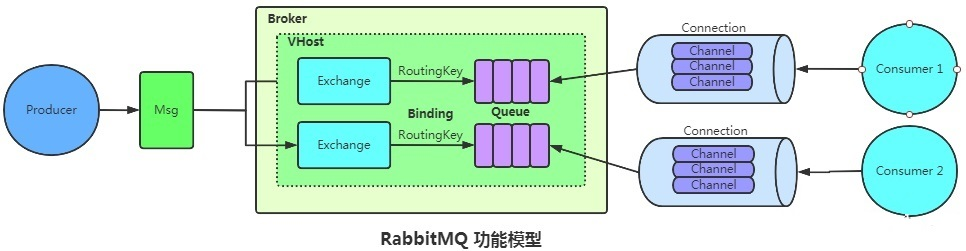 Broker
VHost
Producer
Msg
Exchange
RoutingKey
Binding
Queue
Exchange
RoutingKey
Connection
Channel
Channel
Channel
Consumer 1
Connection
Channel
Channel
Channel
Consumer 2
RabbitMQ 功能模型